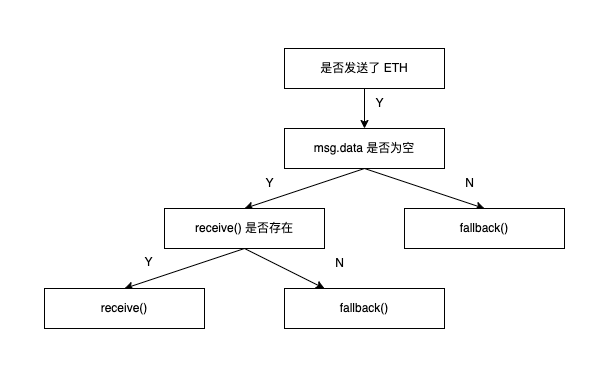 是否发送了 ETH
Y
msg.data 是否为空
Y
N
receive() 是否存在
fallback()
Y
N
receive()
fallback()